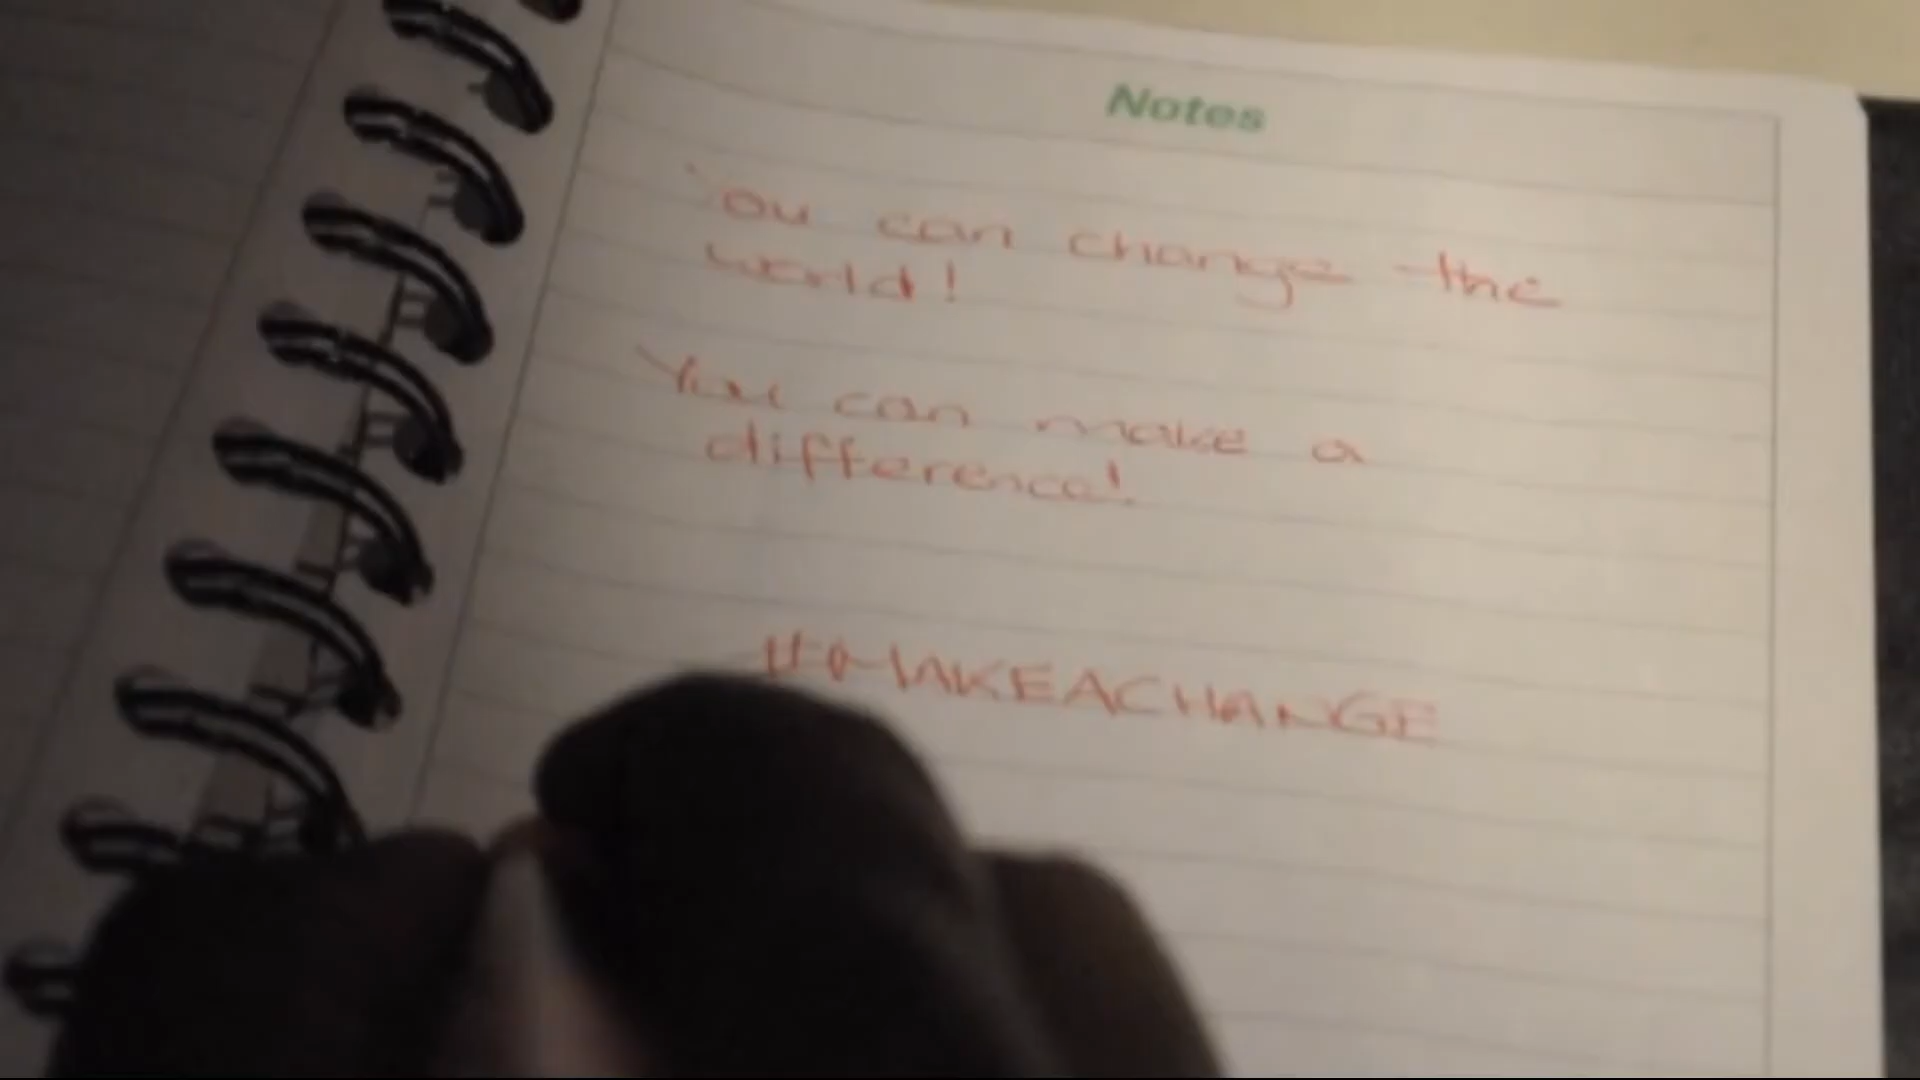 Notes
You can change the
world!
You can make a
difference!
#MAKEACHANGE